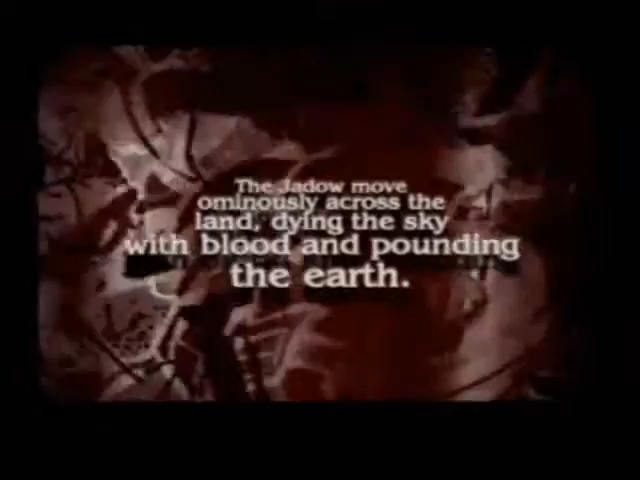 The Jadow move
ominously across the
land, dying the sky
with blood and pounding
the earth.